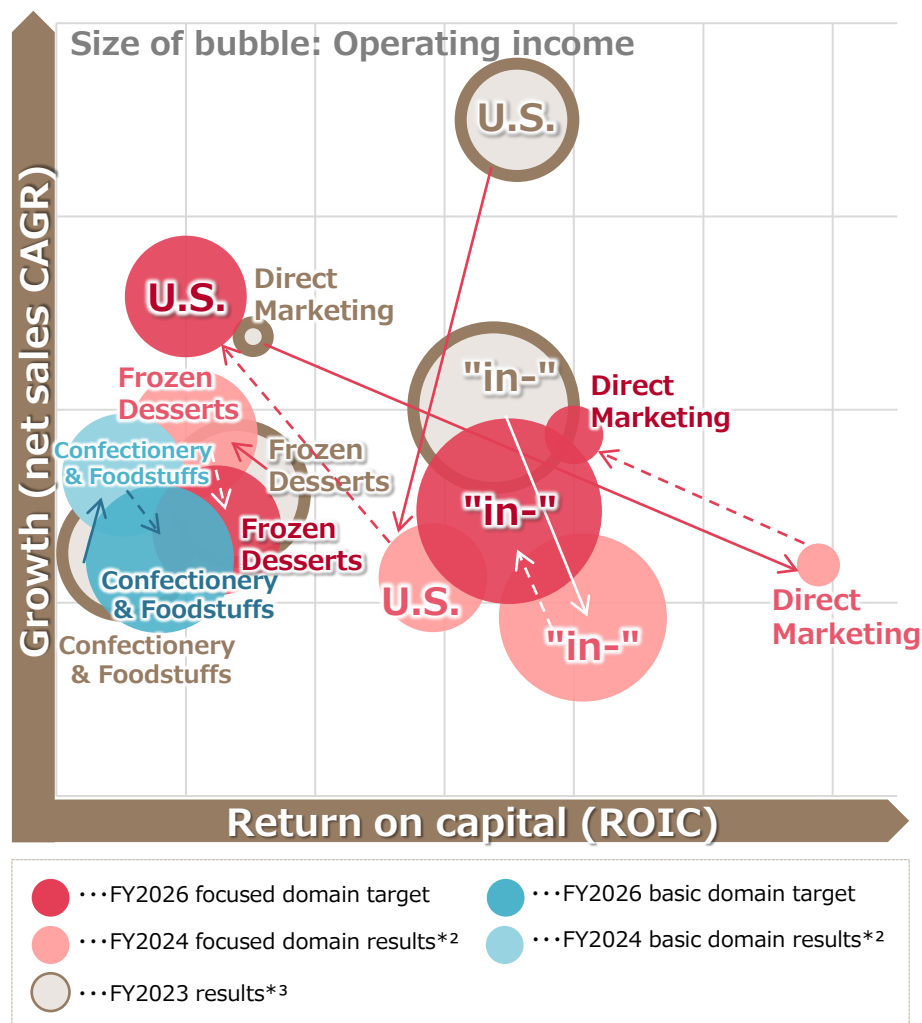 Size of bubble: Operating income
U.S.
U.S.
Direct
Marketing
"in-"
Frozen
Desserts
Direct
Marketing
Confectionery
& Foodstuffs
Frozen
Desserts
"in-"
Frozen
Desserts
Confectionery
& Foodstuffs
U.S.
Direct
Marketing
"in-"
Confectionery
& Foodstuffs
Growth (net sales CAGR)
Return on capital (ROIC)
···FY2026 focused domain target
···FY2026 basic domain target
···FY2024 focused domain results*²
···FY2024 basic domain results*²
···FY2023 results*³